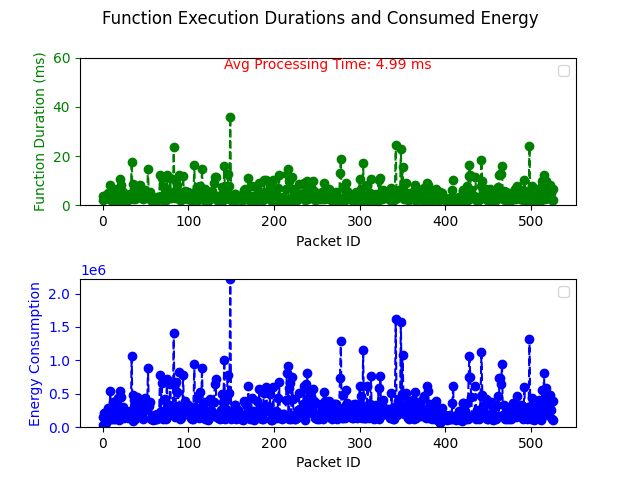 Function Execution Durations and Consumed Energy
Avg Processing Time: 4.99 ms
Function Duration (ms)
60
40
20
0
0 100 200 300 400 500
Packet ID
1e6
Energy Consumption
2.0
1.5
1.0
0.5
0.0
0 100 200 300 400 500
Packet ID